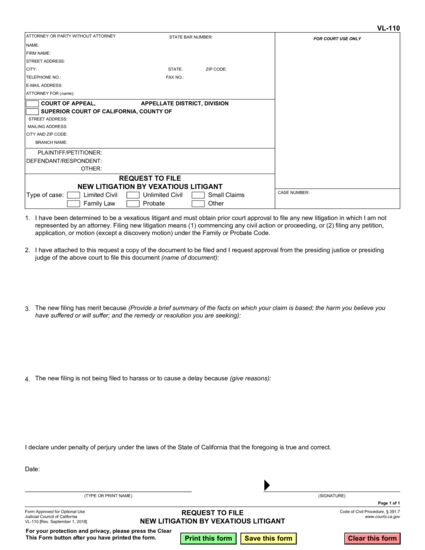 VL-110
ATTORNEY OR PARTY WITHOUT ATTORNEY STATE BAR NUMBER:
FOR COURT USE ONLY
NAME:
FIRM NAME:
STREET ADDRESS:
CITY: STATE: ZIP CODE:
TELEPHONE NO.: FAX NO.:
E-MAIL ADDRESS:
ATTORNEY FOR (name):
COURT OF APPEAL, APPELLATE DISTRICT, DIVISION
SUPERIOR COURT OF CALIFORNIA, COUNTY OF
STREET ADDRESS:
MAILING ADDRESS:
CITY AND ZIP CODE:
BRANCH NAME:
PLAINTIFF/PETITIONER:
DEFENDANT/RESPONDENT:
OTHER:
REQUEST TO FILE
NEW LITIGATION BY VEXATIOUS LITIGANT
Type of case: Limited Civil Unlimited Civil Small Claims
Family Law Probate Other
CASE NUMBER:
1. I have been determined to be a vexatious litigant and must obtain prior court approval to file any new litigation in which I am not
represented by an attorney. Filing new litigation means (1) commencing any civil action or proceeding, or (2) filing any petition,
application, or motion (except a discovery motion) under the Family or Probate Code.
2. I have attached to this request a copy of the document to be filed and I request approval from the presiding justice or presiding
judge of the above court to file this document (name of document):
3. The new filing has merit because (Provide a brief summary of the facts on which your claim is based; the harm you believe you
have suffered or will suffer; and the remedy or resolution you are seeking):
4. The new filing is not being filed to harass or to cause a delay because (give reasons):
I declare under penalty of perjury under the laws of the State of California that the foregoing is true and correct.
Date:
(TYPE OR PRINT NAME) (SIGNATURE)
Page 1 of 1
Form Approved for Optional Use
Judicial Council of California
VL-110 [Rev. September 1, 2018]
REQUEST TO FILE
NEW LITIGATION BY VEXATIOUS LITIGANT
Code of Civil Procedure, § 391.7
www.courts.ca.gov
For your protection and privacy, please press the Clear
This Form button after you have printed the form.
Print this form Save this form Clear this form